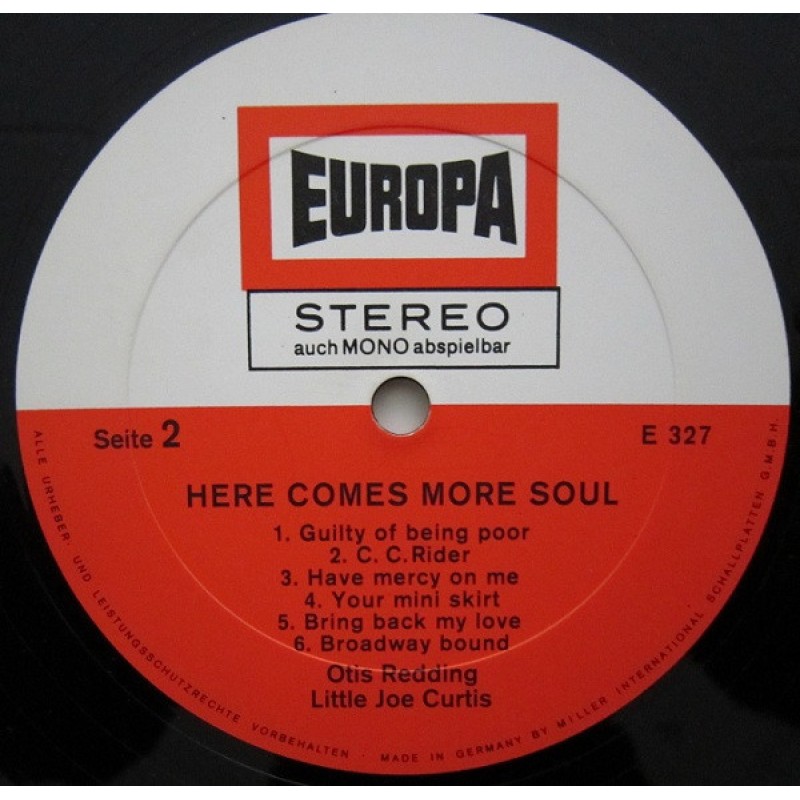 EUROPA
STEREO
auch MONO abspielbar
Seite 2
E 327
HERE COMES MORE SOUL
1. Guilty of being poor
2. C. C. Rider
3. Have mercy on me
4. Your mini skirt
5. Bring back my love
6. Broadway bound
Otis Redding
Little Joe Curtis
ALLE URHEBER- UND LEISTUNGSSCHUTZRECHTE VORBEHALTEN · MADE IN GERMANY BY MILLER INTERNATIONAL SCHALLPLATTEN G.M.B.H.